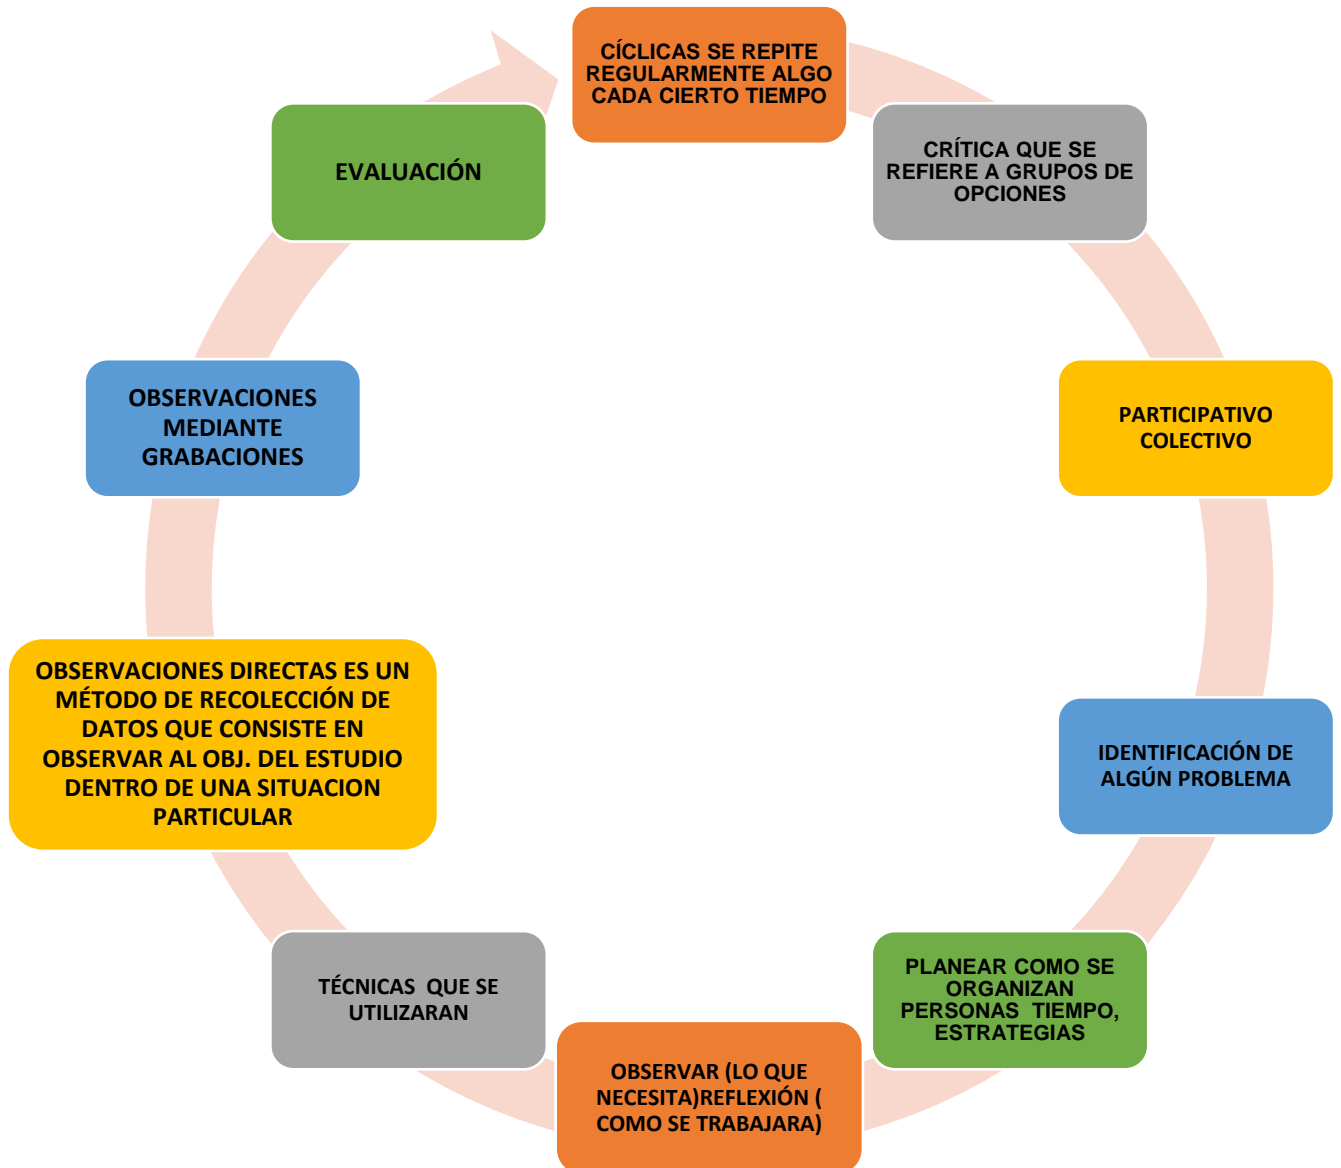 CÍCLICAS SE REPITE
REGULARMENTE ALGO
CADA CIERTO TIEMPO
CRÍTICA QUE SE
REFIERE A GRUPOS DE
OPCIONES
PARTICIPATIVO
COLECTIVO
IDENTIFICACIÓN DE
ALGÚN PROBLEMA
PLANEAR COMO SE
ORGANIZAN
PERSONAS TIEMPO,
ESTRATEGIAS
OBSERVAR (LO QUE
NECESITA)REFLEXIÓN (
COMO SE TRABAJARA)
TÉCNICAS QUE SE
UTILIZARAN
OBSERVACIONES DIRECTAS ES UN
MÉTODO DE RECOLECCIÓN DE
DATOS QUE CONSISTE EN
OBSERVAR AL OBJ. DEL ESTUDIO
DENTRO DE UNA SITUACION
PARTICULAR
OBSERVACIONES
MEDIANTE
GRABACIONES
EVALUACIÓN